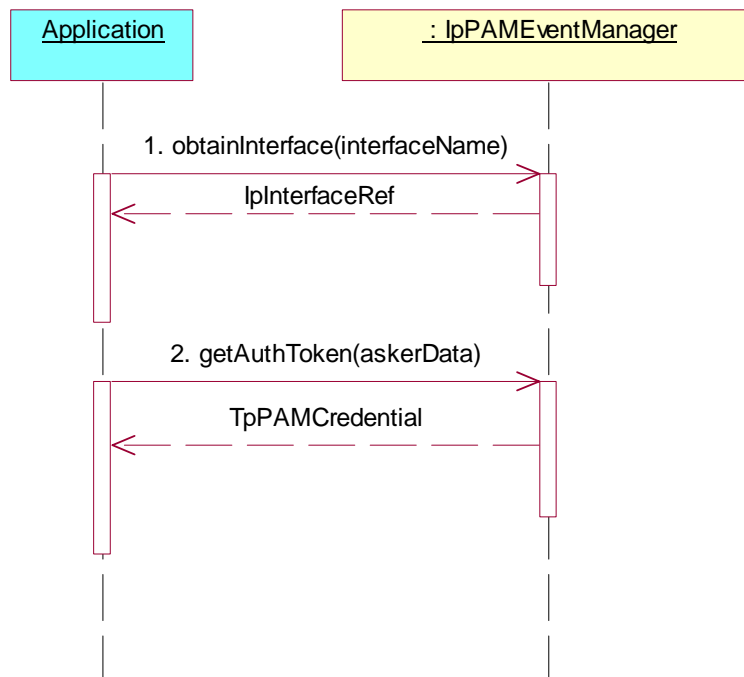 Application
: IpPAMEventManager
1. obtainInterface(interfaceName)
IpInterfaceRef
2. getAuthToken(askerData)
TpPAMCredential